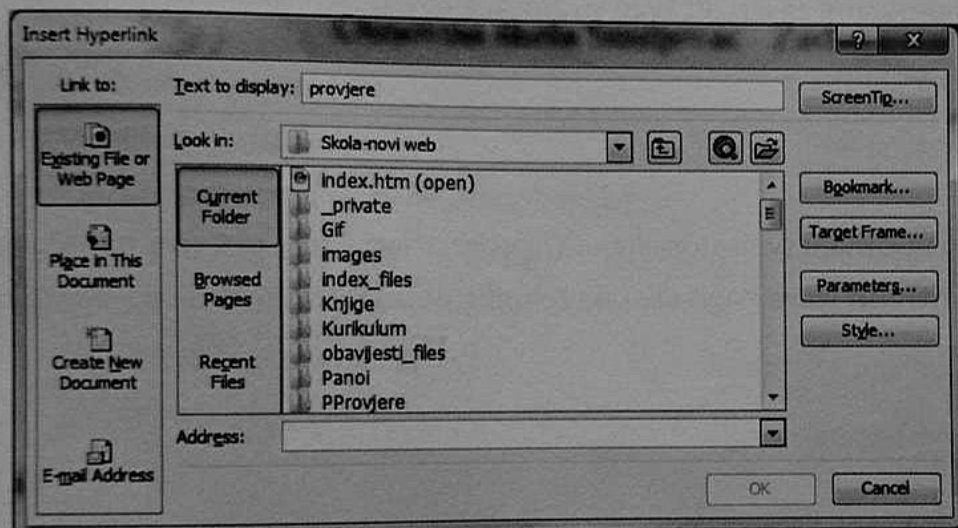 Insert Hyperlink
?
X
Link to:
Text to display:
provjere
ScreenTip...
Existing File or
Web Page
Look in:
Skola-novi web
Current
Folder
index.htm (open)
_private
Gif
images
index_files
Knjige
Kurikulum
obavijesti_files
Panoi
PProvjere
Bookmark...
Target Frame...
Parameters...
Style...
Place in This
Document
Browsed
Pages
Create New
Document
Recent
Files
E-mail Address
Address:
OK
Cancel